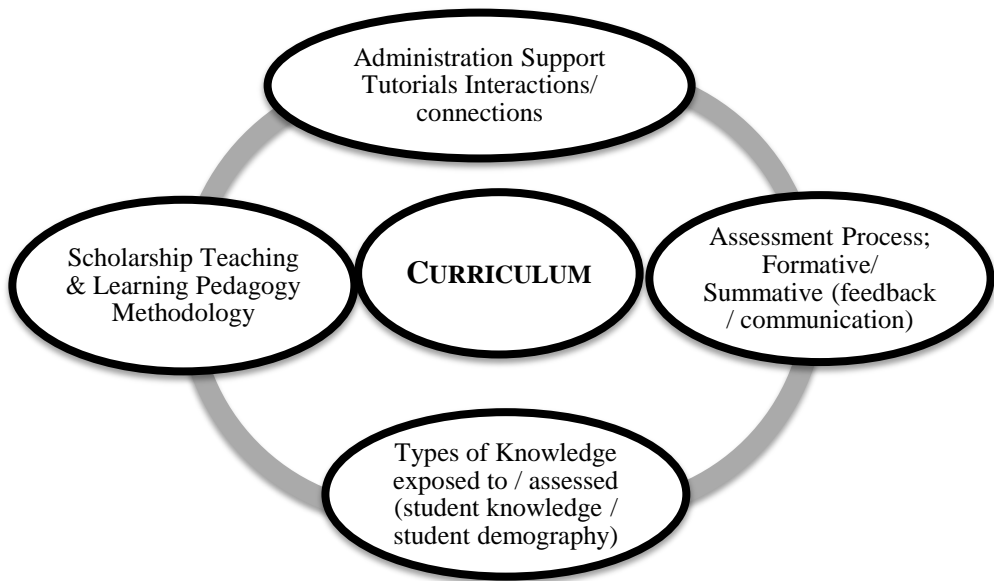 Administration Support
Tutorials Interactions/
connections
Scholarship Teaching
& Learning Pedagogy
Methodology
CURRICULUM
Assessment Process;
Formative/
Summative (feedback
/ communication)
Types of Knowledge
exposed to / assessed
(student knowledge /
student demography)